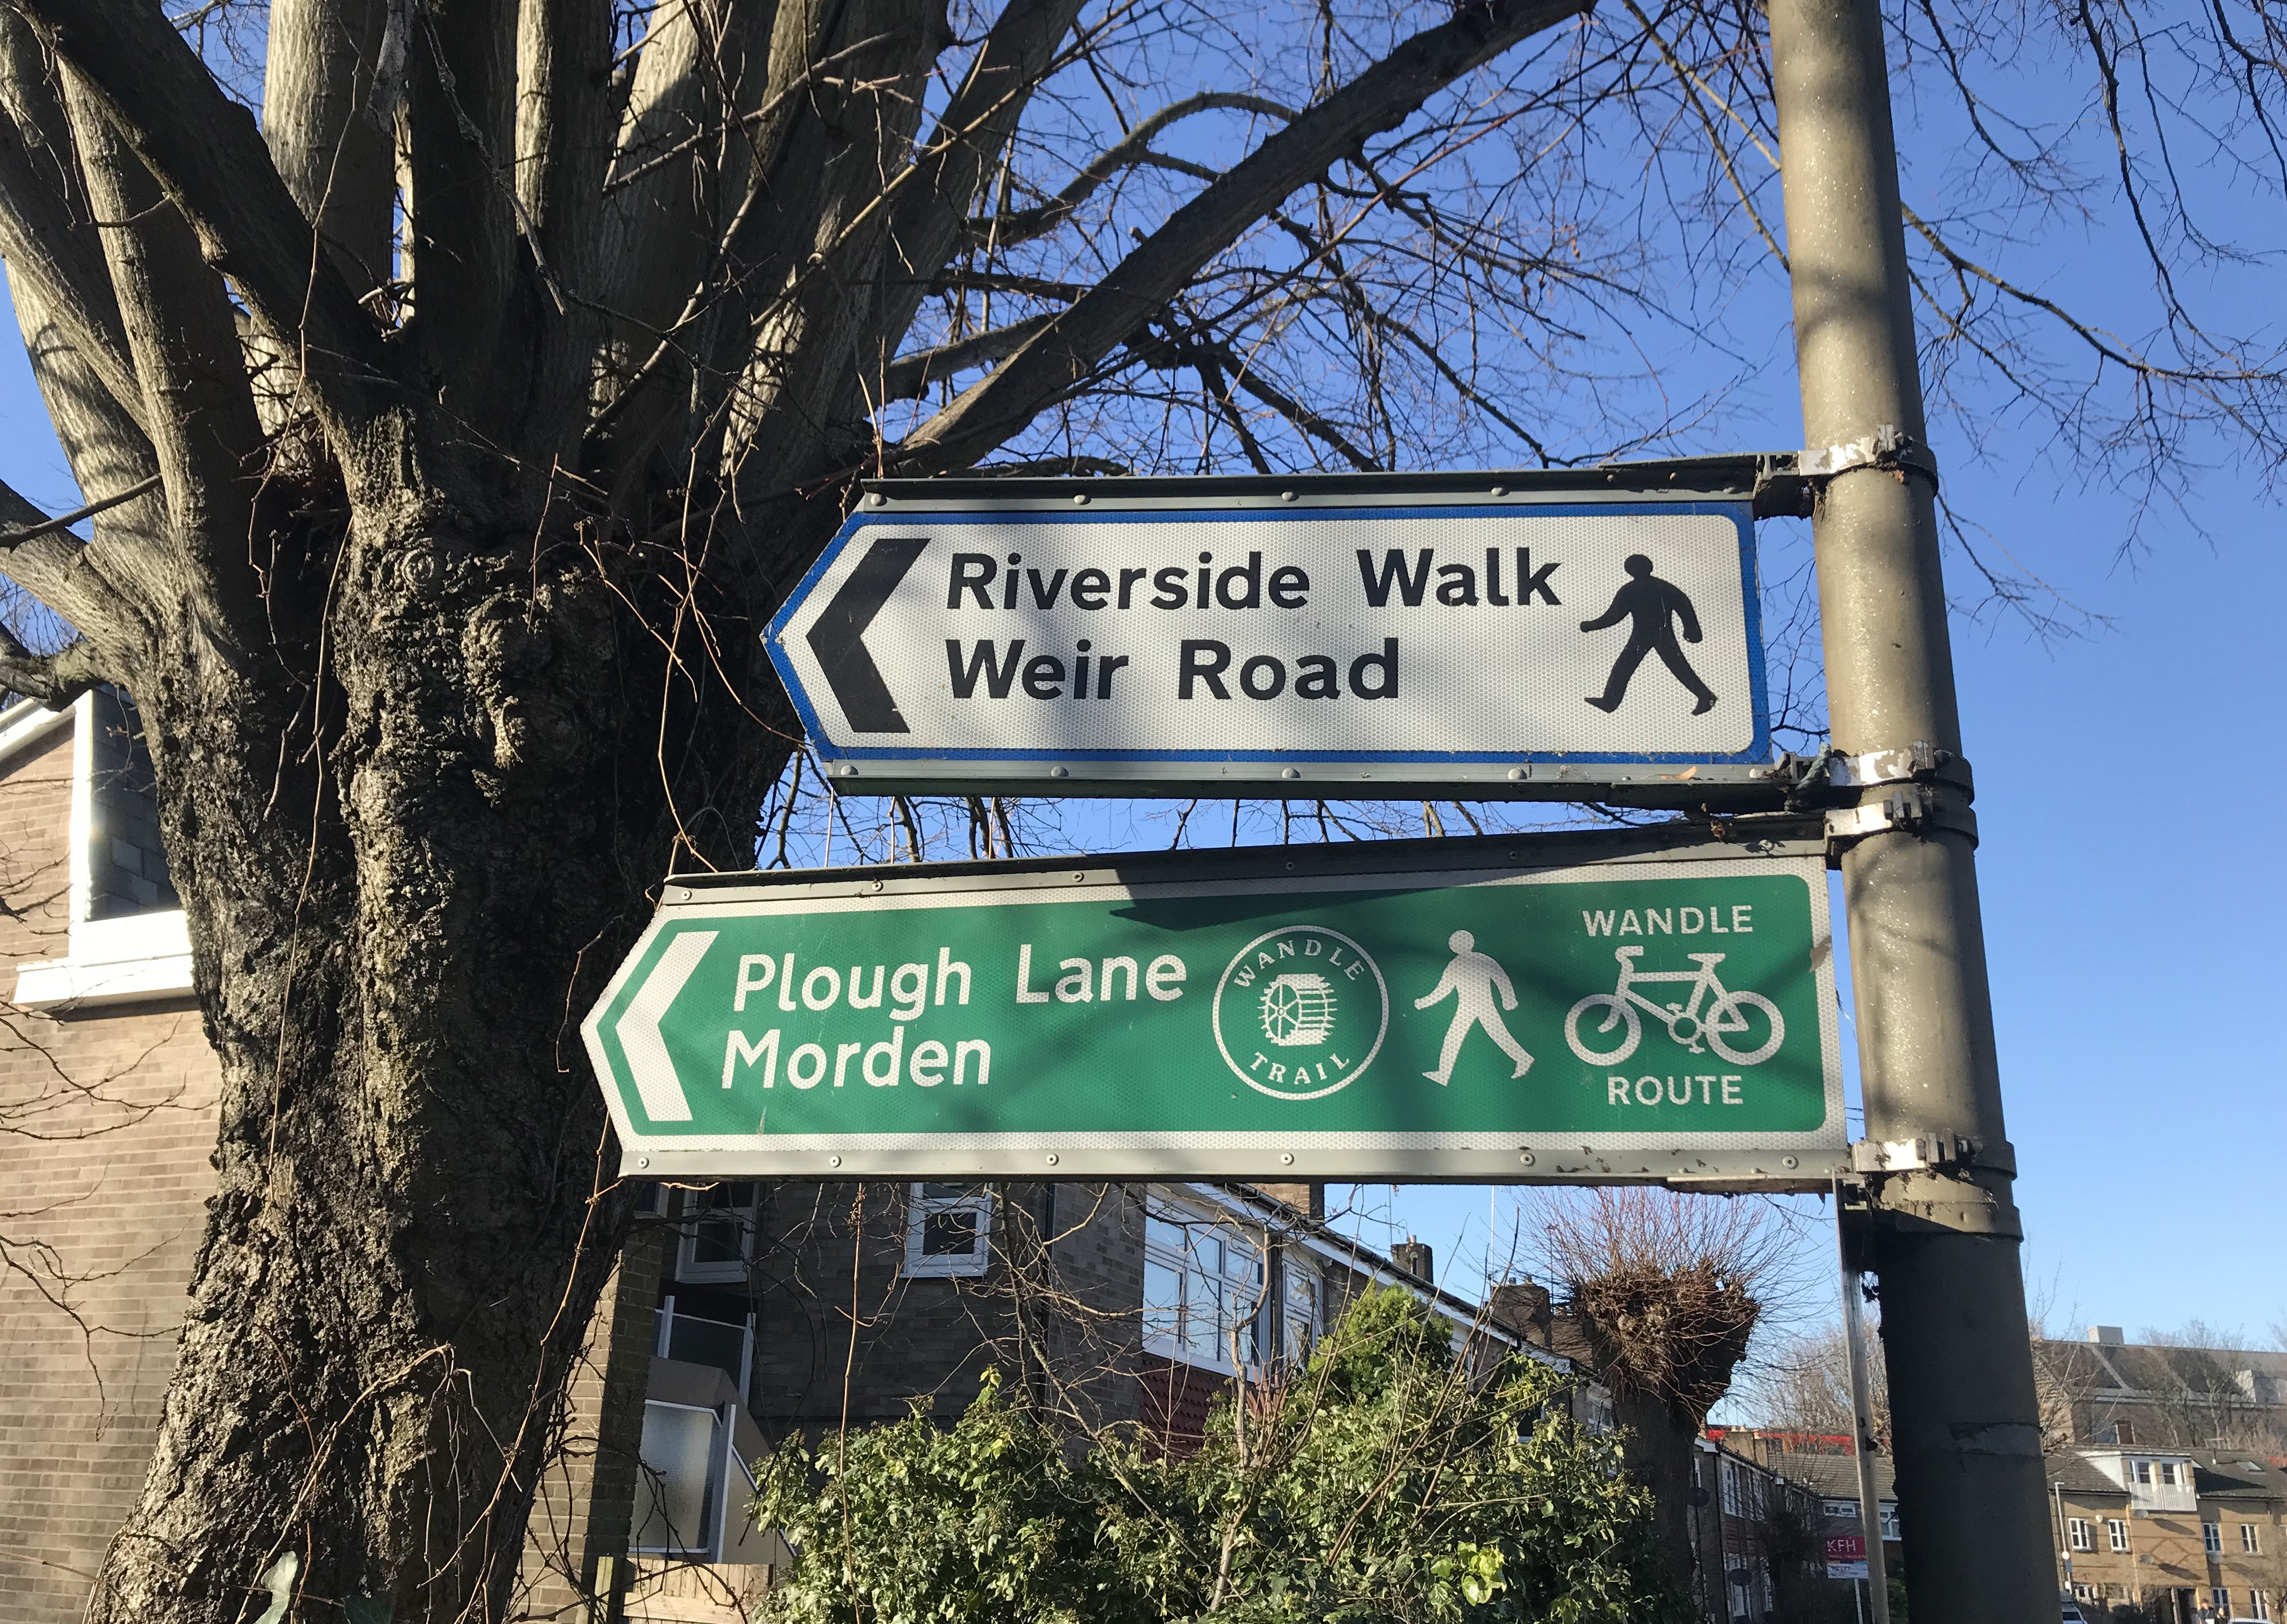 Riverside Walk
Weir Road
Plough Lane
Morden
WANDLE
TRAIL
WANDLE
ROUTE
KFH